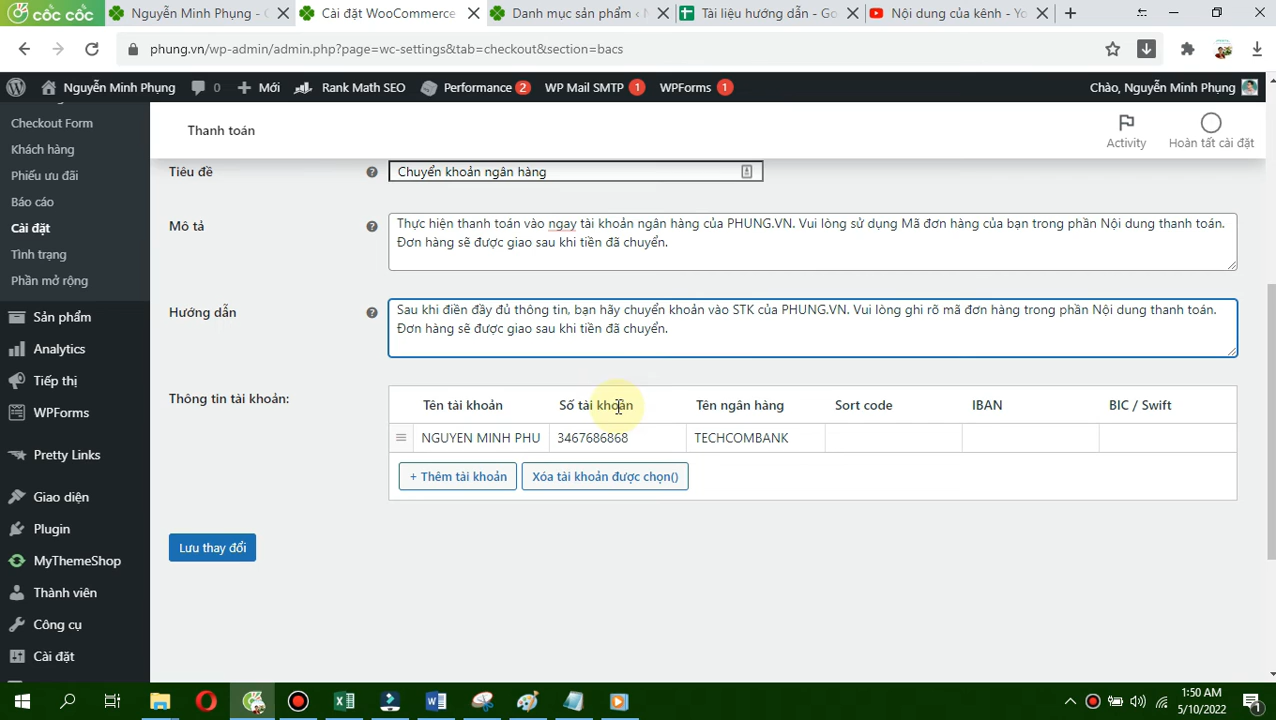 cốc cốc
Nguyễn Minh Phụng - 
Cài đặt WooCommerce
Danh mục sản phẩm ‹
Tài liệu hướng dẫn - Go
Nội dung của kênh - Yo
phung.vn/wp-admin/admin.php?page=wc-settings&tab=checkout&section=bacs
Nguyễn Minh Phụng
0
Mới
Rank Math SEO
Performance 2
WP Mail SMTP 1
WPForms 1
Chào, Nguyễn Minh Phụng
Checkout Form
Khách hàng
Phiếu ưu đãi
Báo cáo
Cài đặt
Tình trạng
Phần mở rộng
Sản phẩm
Analytics
Tiếp thị
WPForms
Pretty Links
Giao diện
Plugin
MyThemeShop
Thành viên
Công cụ
Cài đặt
Thanh toán
Activity
Hoàn tất cài đặt
Tiêu đề
Chuyển khoản ngân hàng
Mô tả
Thực hiện thanh toán vào ngay tài khoản ngân hàng của PHUNG.VN. Vui lòng sử dụng Mã đơn hàng của bạn trong phần Nội dung thanh toán.
Đơn hàng sẽ được giao sau khi tiền đã chuyển.
Hướng dẫn
Sau khi điền đầy đủ thông tin, bạn hãy chuyển khoản vào STK của PHUNG.VN. Vui lòng ghi rõ mã đơn hàng trong phần Nội dung thanh toán.
Đơn hàng sẽ được giao sau khi tiền đã chuyển.
Thông tin tài khoản:
Tên tài khoản Số tài khoản Tên ngân hàng Sort code IBAN BIC / Swift
NGUYEN MINH PHU 3467686868 TECHCOMBANK
+ Thêm tài khoản Xóa tài khoản được chọn()
Lưu thay đổi
1:50 AM
5/10/2022
1